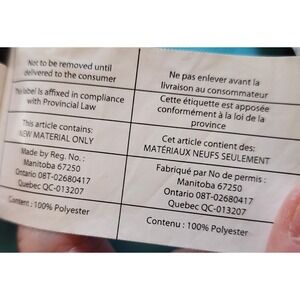 Not to be removed until
delivered to the consumer
This label is affixed in compliance
with Provincial Law
This article contains:
NEW MATERIAL ONLY
Made by Reg. No. :
Manitoba 67250
Ontario 08T-02680417
Quebec QC-013207
Content : 100% Polyester
Ne pas enlever avant la
livraison au consommateur
Cette étiquette est apposée
conformément à la loi de la
province
Cet article contient des:
MATÉRIAUX NEUFS SEULEMENT
Fabriqué par No de permis :
Manitoba 67250
Ontario 08T-02680417
Quebec QC-013207
Contenu : 100% Polyester